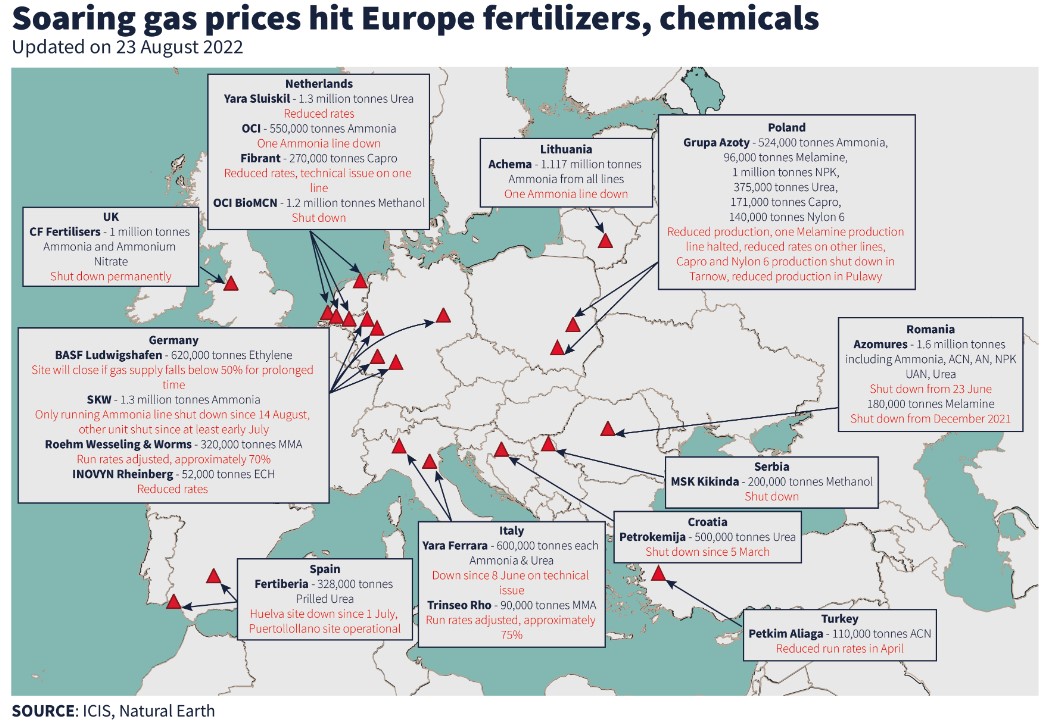 Soaring gas prices hit Europe fertilizers, chemicals
Updated on 23 August 2022
Netherlands
Yara Sluiskil - 1.3 million tonnes Urea
Reduced rates
OCI - 550,000 tonnes Ammonia
One Ammonia line down
Fibrant - 270,000 tonnes Capro
Reduced rates, technical issue on one
line
OCI BioMCN - 1.2 million tonnes Methanol
Shut down
Lithuania
Achema - 1.117 million tonnes
Ammonia from all lines
One Ammonia line down
Poland
Grupa Azoty - 524,000 tonnes Ammonia,
96,000 tonnes Melamine,
1 million tonnes NPK,
375,000 tonnes Urea,
171,000 tonnes Capro,
140,000 tonnes Nylon 6
Reduced production, one Melamine production
line halted, reduced rates on other lines,
Capro and Nylon 6 production shut down in
Tarnow, reduced production in Pulawy
UK
CF Fertilisers - 1 million tonnes
Ammonia and Ammonium
Nitrate
Shut down permanently
Germany
BASF Ludwigshafen - 620,000 tonnes Ethylene
Site will close if gas supply falls below 50% for prolonged
time
SKW - 1.3 million tonnes Ammonia
Only running Ammonia line shut down since 14 August,
other unit shut since at least early July
Roehm Wesseling & Worms - 320,000 tonnes MMA
Run rates adjusted, approximately 70%
INOVYN Rheinberg - 52,000 tonnes ECH
Reduced rates
Romania
Azomures - 1.6 million tonnes
including Ammonia, ACN, AN, NPK
UAN, Urea
Shut down from 23 June
180,000 tonnes Melamine
Shut down from December 2021
Serbia
MSK Kikinda - 200,000 tonnes Methanol
Shut down
Croatia
Petrokemija - 500,000 tonnes Urea
Shut down since 5 March
Italy
Yara Ferrara - 600,000 tonnes each
Ammonia & Urea
Down since 8 June on technical
issue
Trinseo Rho - 90,000 tonnes MMA
Run rates adjusted, approximately
75%
Spain
Fertiberia - 328,000 tonnes
Prilled Urea
Huelva site down since 1 July,
Puertollolano site operational
Turkey
Petkim Aliaga - 110,000 tonnes ACN
Reduced run rates in April
SOURCE: ICIS, Natural Earth